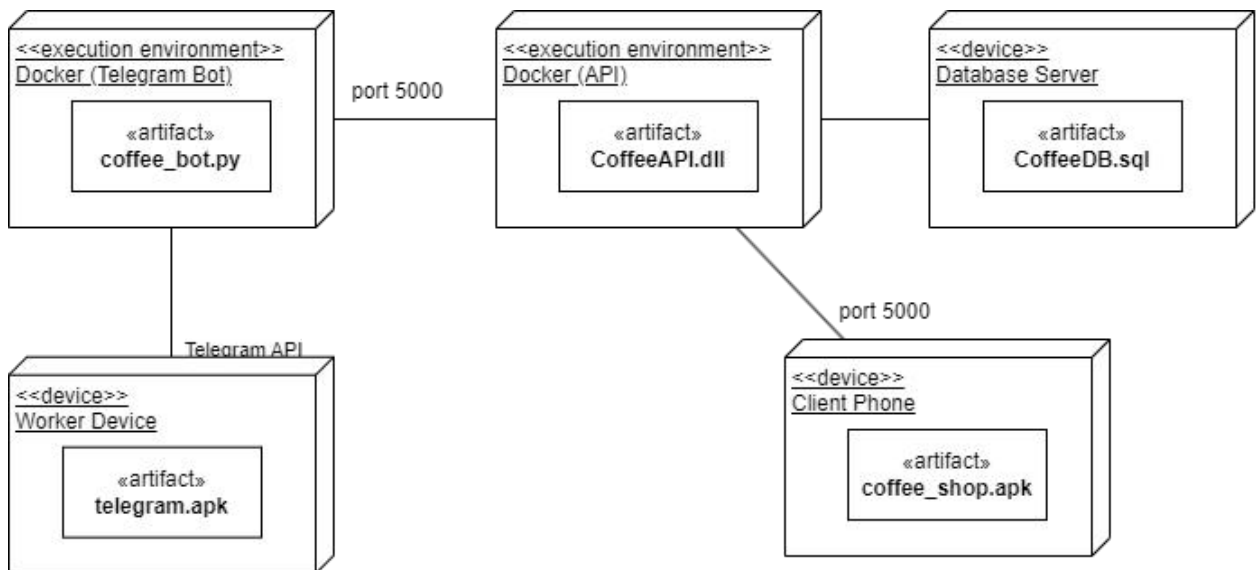 <<execution environment>>
Docker (Telegram Bot)
«artifact»
coffee_bot.py
port 5000
<<execution environment>>
Docker (API)
«artifact»
CoffeeAPI.dll
<<device>>
Database Server
«artifact»
CoffeeDB.sql
Telegram API
<<device>>
Worker Device
«artifact»
telegram.apk
port 5000
<<device>>
Client Phone
«artifact»
coffee_shop.apk